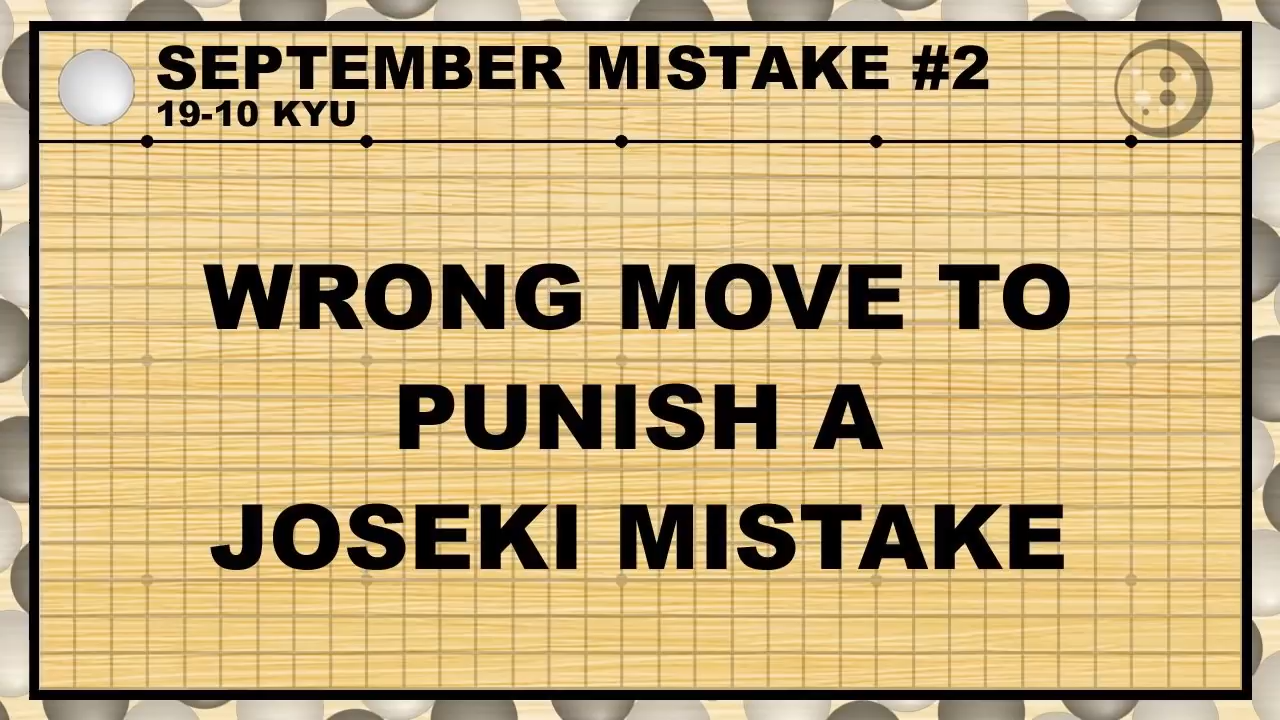 SEPTEMBER MISTAKE #2
19-10 KYU
WRONG MOVE TO
PUNISH A
JOSEKI MISTAKE